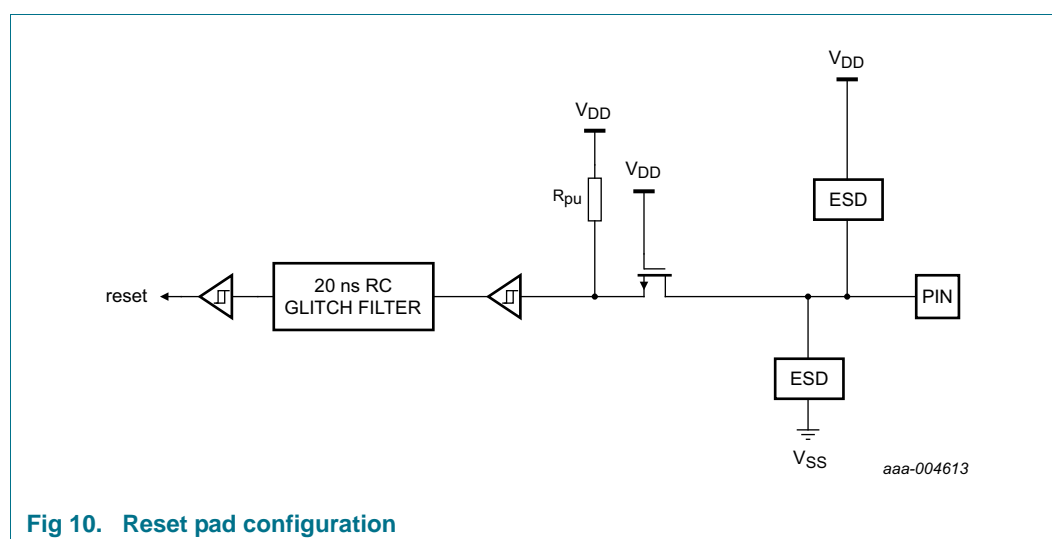 VDD
VDD
VDD
Rpu
ESD
reset
20 ns RC
GLITCH FILTER
PIN
ESD
VSS
aaa-004613
Fig 10. Reset pad configuration